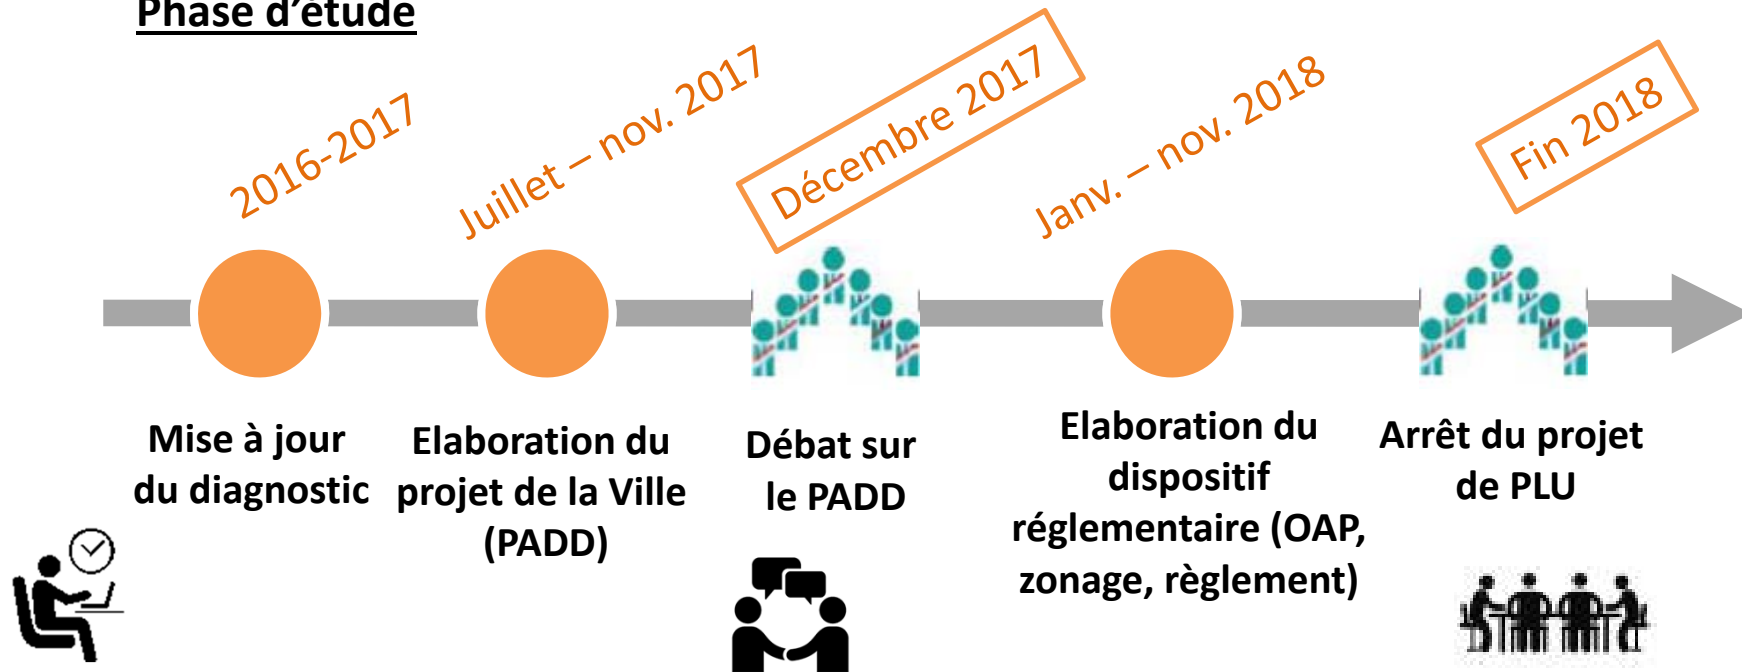 Phase d’étude
2016-2017
Juillet – nov. 2017
Décembre 2017
Janv. – nov. 2018
Fin 2018
Mise à jour
du diagnostic
Elaboration du
projet de la Ville
(PADD)
Débat sur
le PADD
Elaboration du
dispositif
réglementaire (OAP,
zonage, règlement)
Arrêt du projet
de PLU